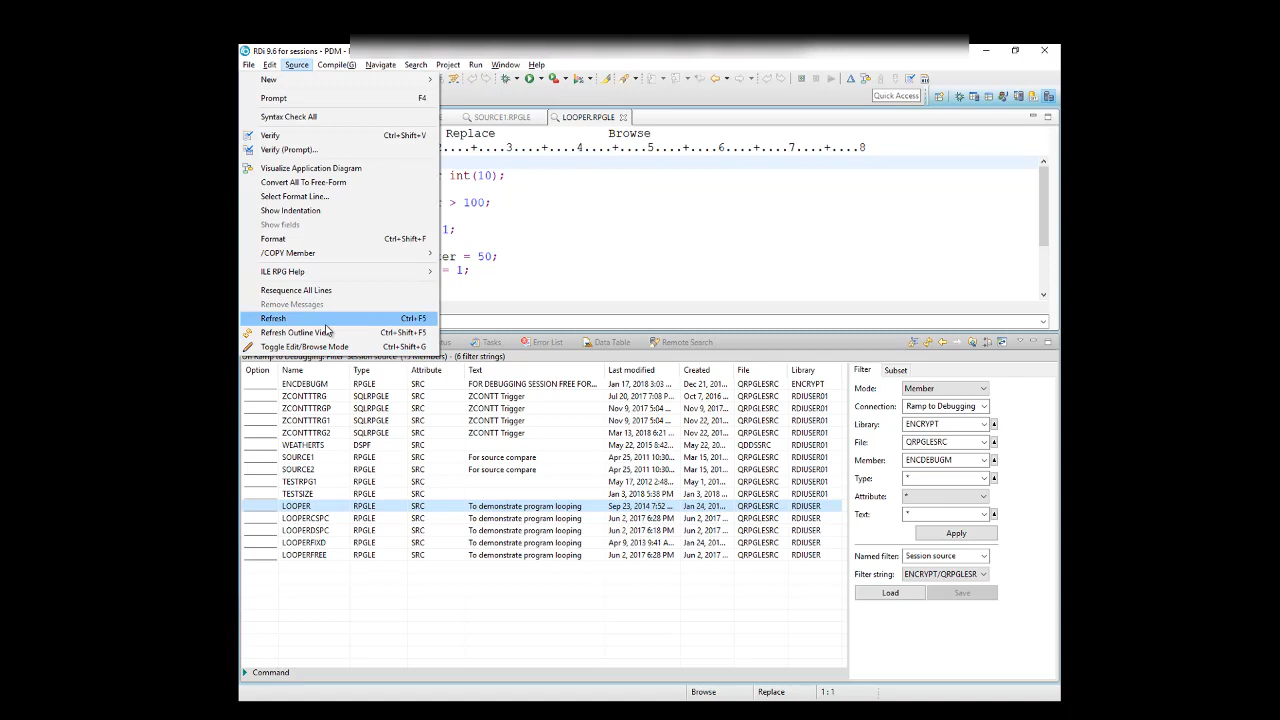 RDi 9.6 for sessions - PDM -
File Edit Source Compile(G) Navigate Search Project Run Window Help
New
Prompt F4
Syntax Check All
Verify Ctrl+Shift+V
Verify (Prompt)...
Visualize Application Diagram
Convert All To Free-Form
Select Format Line...
Show Indentation
Show fields
Format Ctrl+Shift+F
/COPY Member
ILE RPG Help
Resequence All Lines
Remove Messages
Refresh Ctrl+F5
Refresh Outline Ctrl+Shift+F5
Toggle Edit/Browse Mode Ctrl+Shift+G
Quick Access
SOURCE1.RPGLE LOOPER.RPGLE
Replace Browse
....+....3....+....4....+....5....+....6....+....7....+....8
int(10);
> 100;
1;
ter = 50;
= 1;
Tasks Error List Data Table Remote Search
(6 filter strings)
Option Name Type Attribute Text Last modified Created File Library
ENCDEBUGM RPGLE SRC FOR DEBUGGING SESSION FREE FOR... Jan 17, 2018 3:03 ... Dec 21, 201... QRPGLESRC ENCRYPT
ZCONTTTRG SQLRPGLE SRC ZCONTT Trigger Jul 20, 2017 7:08 P... Oct 7, 2016 ... QRPGLESRC RDIUSER01
ZCONTTTRGP SQLRPGLE SRC ZCONTT Trigger Nov 9, 2017 5:04 ... Nov 9, 2017 ... QRPGLESRC RDIUSER01
ZCONTTTRG1 SQLRPGLE SRC ZCONTT Trigger Nov 9, 2017 5:04 ... Nov 22, 201... QRPGLESRC RDIUSER01
ZCONTTTRG2 SQLRPGLE SRC ZCONTT Trigger Mar 13, 2018 6:41 ... Nov 22, 201... QRPGLESRC RDIUSER01
WEATHERTS DSPF SRC May 22, 2015 8:42... May 22, 201... QDDSSRC RDIUSER01
SOURCE1 RPGLE SRC For source compare Apr 25, 2011 10:30... Mar 15, 201... QRPGLESRC RDIUSER01
SOURCE2 RPGLE SRC For source compare Apr 25, 2011 10:30... Mar 15, 201... QRPGLESRC RDIUSER01
TESTRPG1 RPGLE SRC May 17, 2012 2:48... May 1, 201... QRPGLESRC RDIUSER01
TESTSIZE RPGLE SRC Jan 3, 2018 5:38 PM Jan 3, 2018 ... QRPGLESRC RDIUSER01
LOOPER RPGLE SRC To demonstrate program looping Sep 23, 2014 7:52 ... Jan 24, 201... QRPGLESRC RDIUSER
LOOPERCSPC RPGLE SRC To demonstrate program looping Jun 2, 2017 6:28 PM Jun 2, 2017 ... QRPGLESRC RDIUSER
LOOPERDSPC RPGLE SRC To demonstrate program looping Jun 2, 2017 6:28 PM Jun 2, 2017 ... QRPGLESRC RDIUSER
LOOPERFIXD RPGLE SRC To demonstrate program looping Apr 9, 2013 9:41 A... Jan 24, 201... QRPGLESRC RDIUSER
LOOPERFREE RPGLE SRC To demonstrate program looping Jun 2, 2017 6:28 PM Jun 2, 2017 ... QRPGLESRC RDIUSER
Filter Subset
Mode: Member
Connection: Ramp to Debugging
Library: ENCRYPT
File: QRPGLESRC
Member: ENCDEBUGM
Type: *
Attribute: *
Text: *
Apply
Named filter: Session source
Filter string: ENCRYPT/QRPGLESR
Load Save
Command
Browse Replace 1 : 1